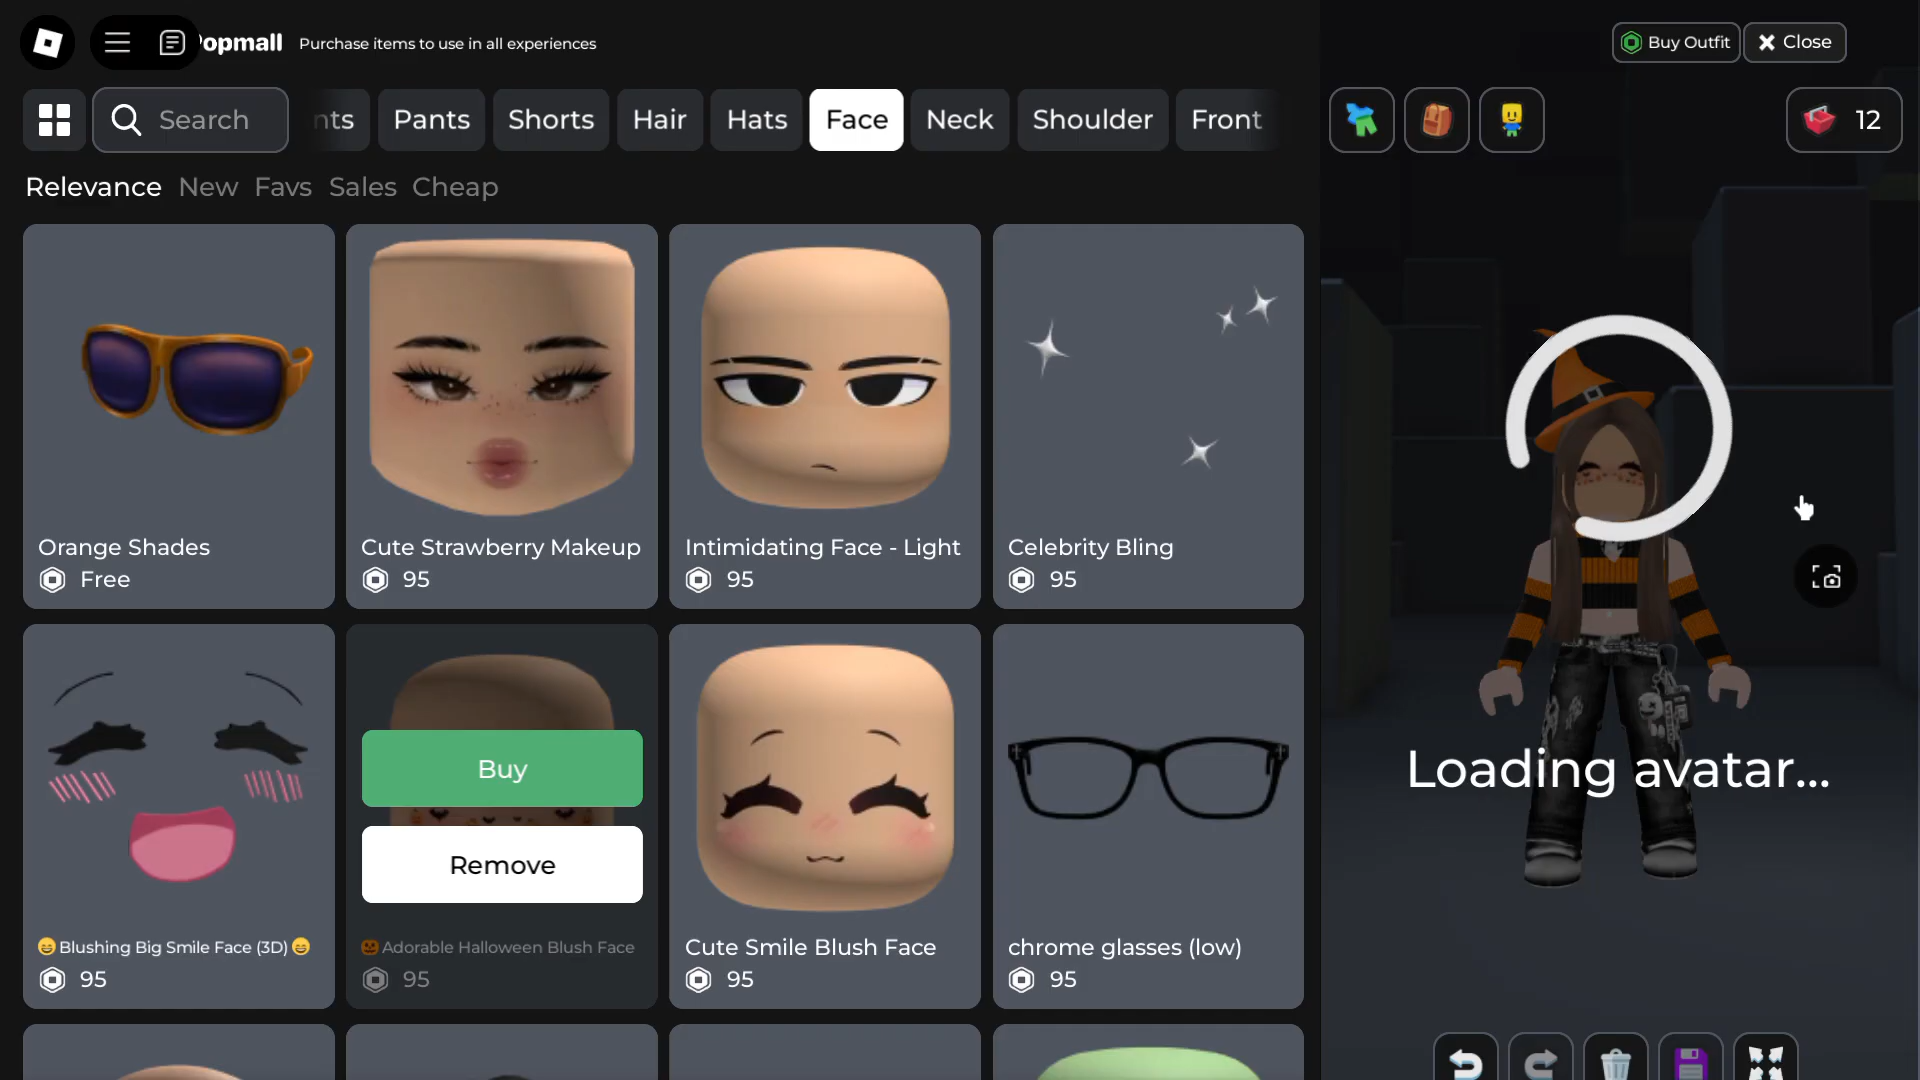 Popmall Purchase items to use in all experiences
Buy Outfit
Close
Search
nts
Pants
Shorts
Hair
Hats
Face
Neck
Shoulder
Front
12
Relevance New Favs Sales Cheap
Orange Shades
Free
Cute Strawberry Makeup
95
Intimidating Face - Light
95
Celebrity Bling
95
Loading avatar...
Buy
Remove
😄Blushing Big Smile Face (3D)😄
95
🎃Adorable Halloween Blush Face
95
Cute Smile Blush Face
95
chrome glasses (low)
95